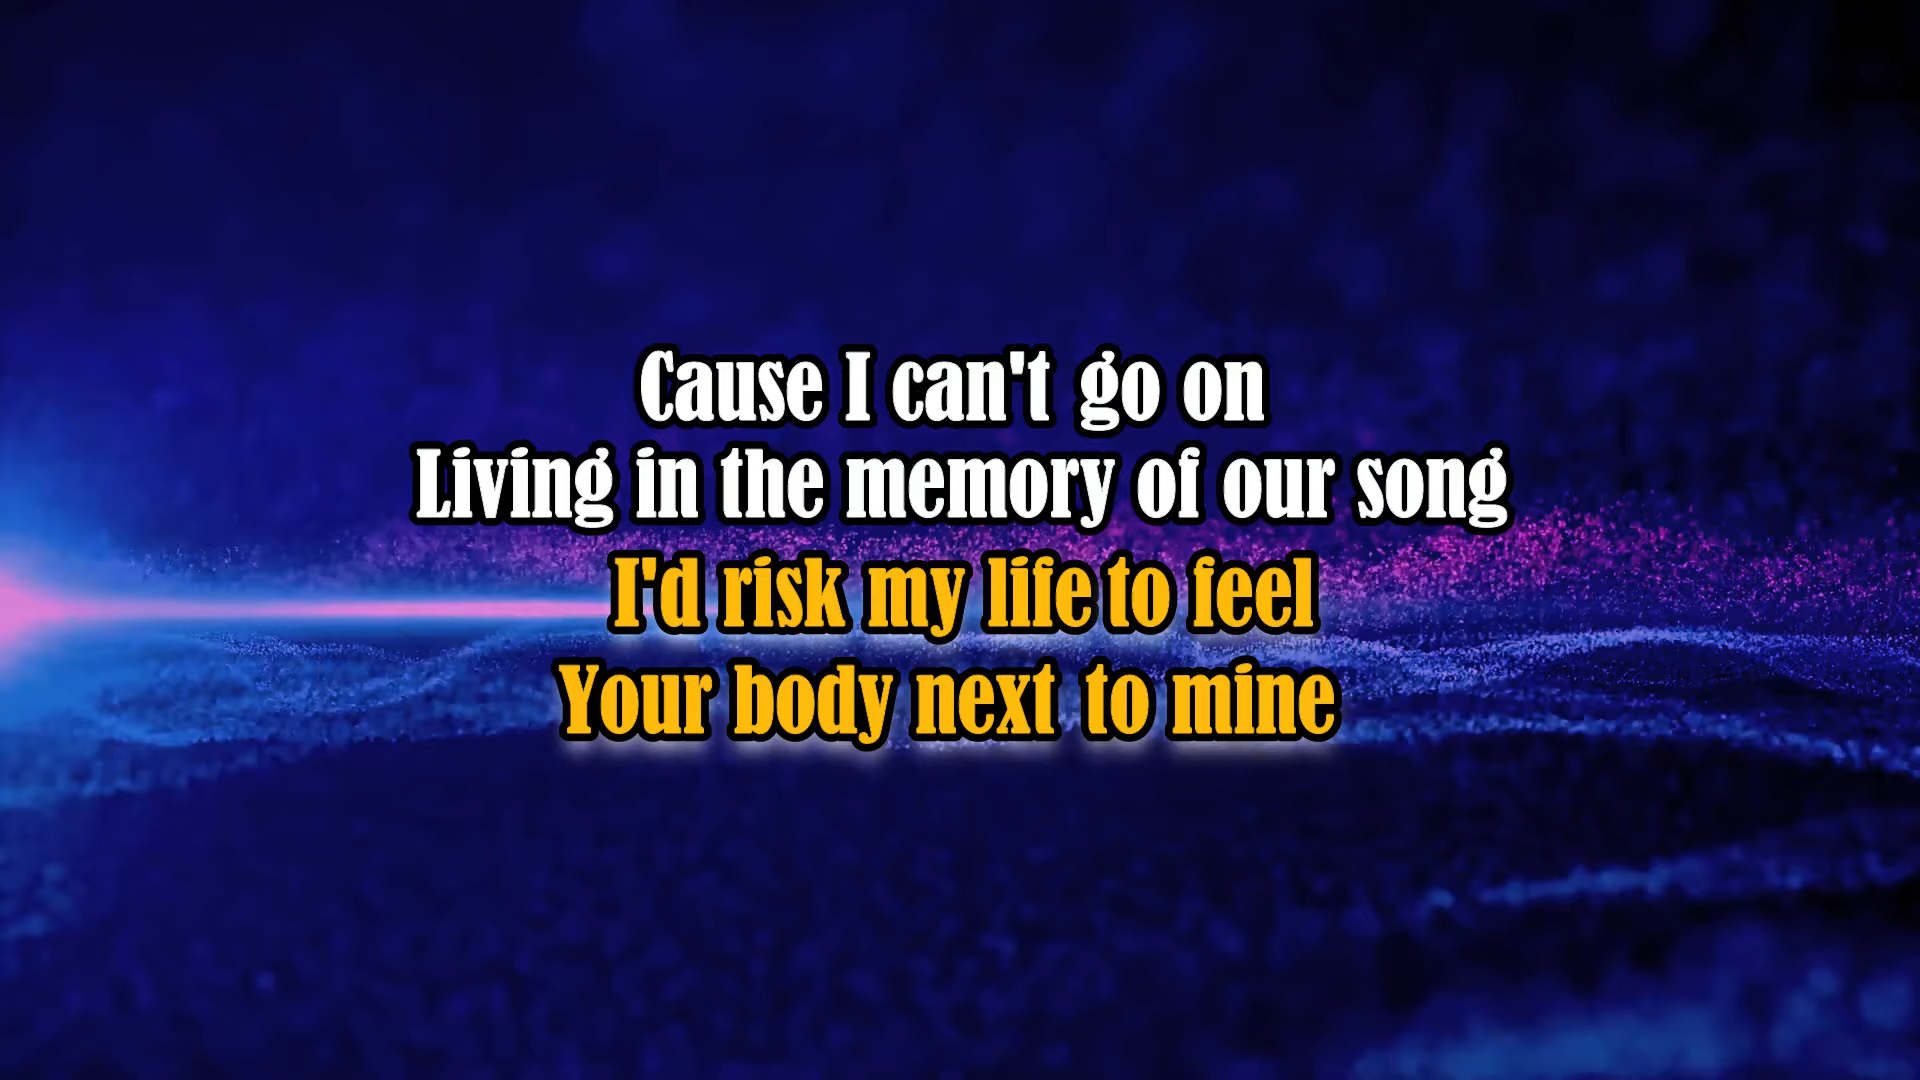 Cause I can't go on
Living in the memory of our song
I'd risk my life to feel
Your body next to mine